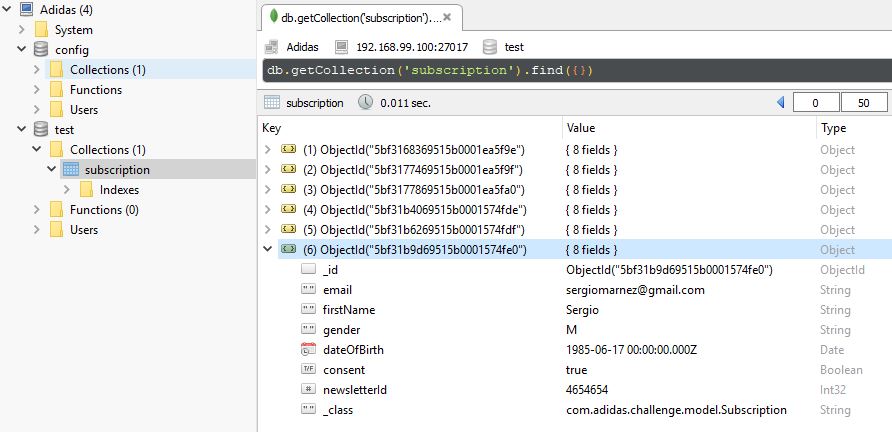 Adidas (4)
System
config
Collections (1)
Functions
Users
test
Collections (1)
subscription
Indexes
Functions (0)
Users
db.getCollection('subscription')....
Adidas 192.168.99.100:27017 test
db.getCollection('subscription').find({})
subscription 0.011 sec. 0 50
Key Value Type
(1) ObjectId("5bf3168369515b0001ea5f9e") { 8 fields } Object
(2) ObjectId("5bf3177469515b0001ea5f9f") { 8 fields } Object
(3) ObjectId("5bf3177869515b0001ea5fa0") { 8 fields } Object
(4) ObjectId("5bf31b4069515b0001574fde") { 8 fields } Object
(5) ObjectId("5bf31b6269515b0001574fdf") { 8 fields } Object
(6) ObjectId("5bf31b9d69515b0001574fe0") { 8 fields } Object
_id ObjectId("5bf31b9d69515b0001574fe0") ObjectId
" " email sergiomarnez@gmail.com String
" " firstName Sergio String
" " gender M String
dateOfBirth 1985-06-17 00:00:00.000Z Date
T/F consent true Boolean
# newsletterId 4654654 Int32
" " _class com.adidas.challenge.model.Subscription String